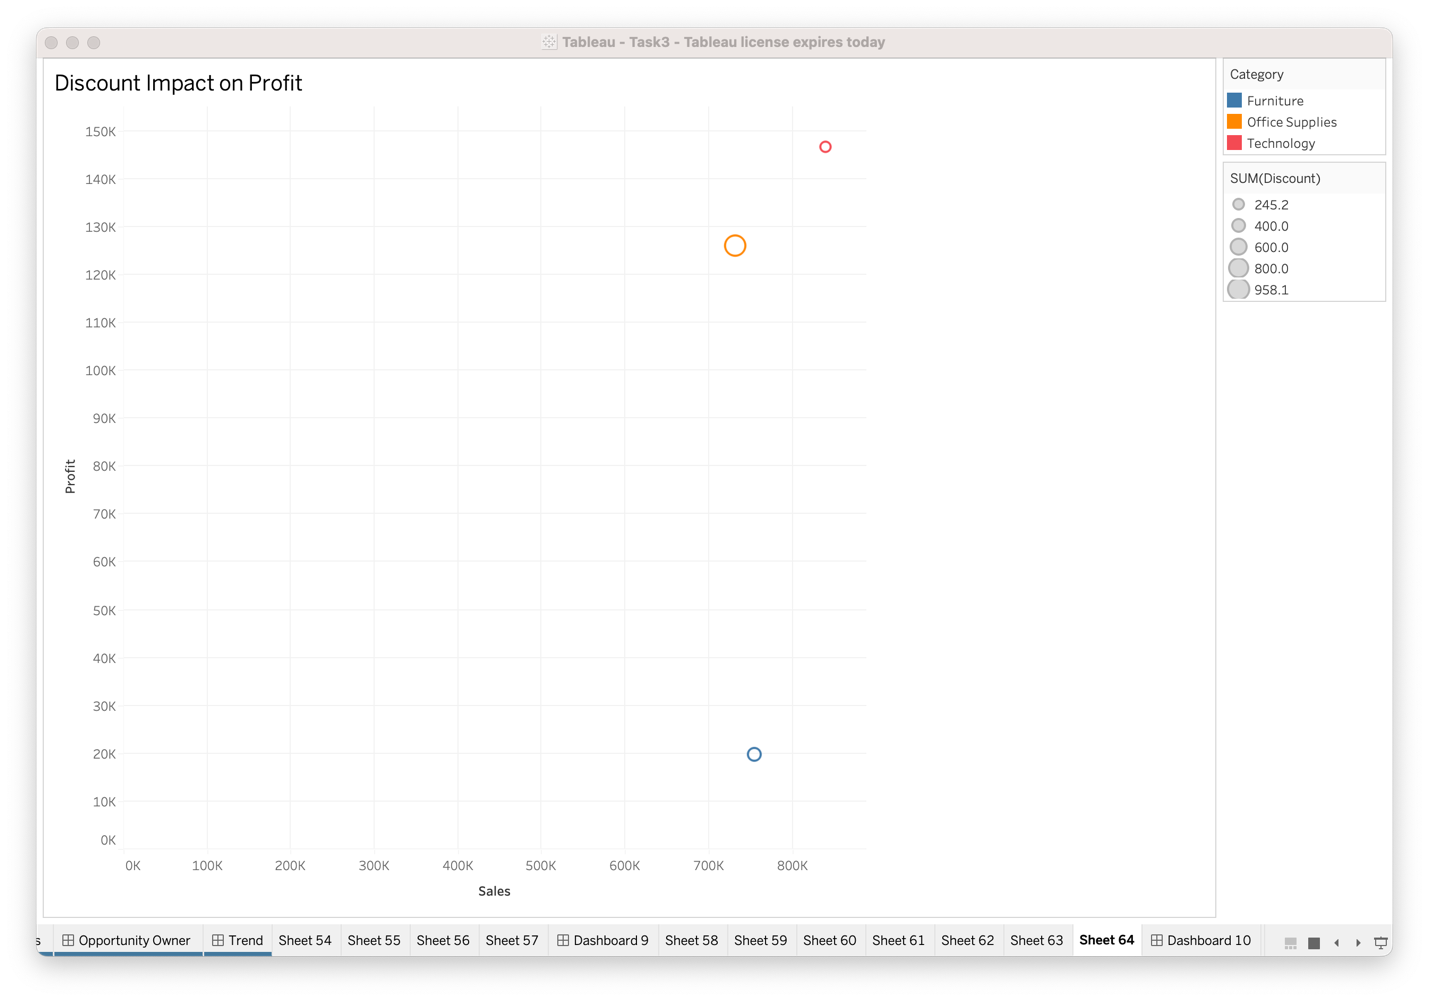 Tableau - Task3 - Tableau license expires today
Discount Impact on Profit
150K
140K
130K
120K
110K
100K
90K
80K
70K
60K
50K
40K
30K
20K
10K
0K
Profit
0K 100K 200K 300K 400K 500K 600K 700K 800K
Sales
Category
Furniture
Office Supplies
Technology
SUM(Discount)
245.2
400.0
600.0
800.0
958.1
s Opportunity Owner Trend Sheet 54 Sheet 55 Sheet 56 Sheet 57 Dashboard 9 Sheet 58 Sheet 59 Sheet 60 Sheet 61 Sheet 62 Sheet 63 Sheet 64 Dashboard 10